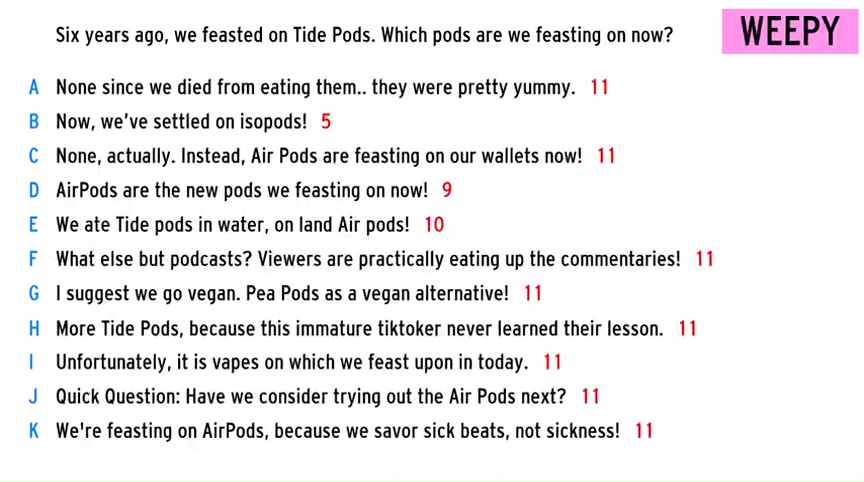 Six years ago, we feasted on Tide Pods. Which pods are we feasting on now?
WEEPY
A None since we died from eating them.. they were pretty yummy. 11
B Now, we've settled on isopods! 5
C None, actually. Instead, Air Pods are feasting on our wallets now! 11
D AirPods are the new pods we feasting on now! 9
E We ate Tide pods in water, on land Air pods! 10
F What else but podcasts? Viewers are practically eating up the commentaries! 11
G I suggest we go vegan. Pea Pods as a vegan alternative! 11
H More Tide Pods, because this immature tiktoker never learned their lesson. 11
I Unfortunately, it is vapes on which we feast upon in today. 11
J Quick Question: Have we consider trying out the Air Pods next? 11
K We're feasting on AirPods, because we savor sick beats, not sickness! 11